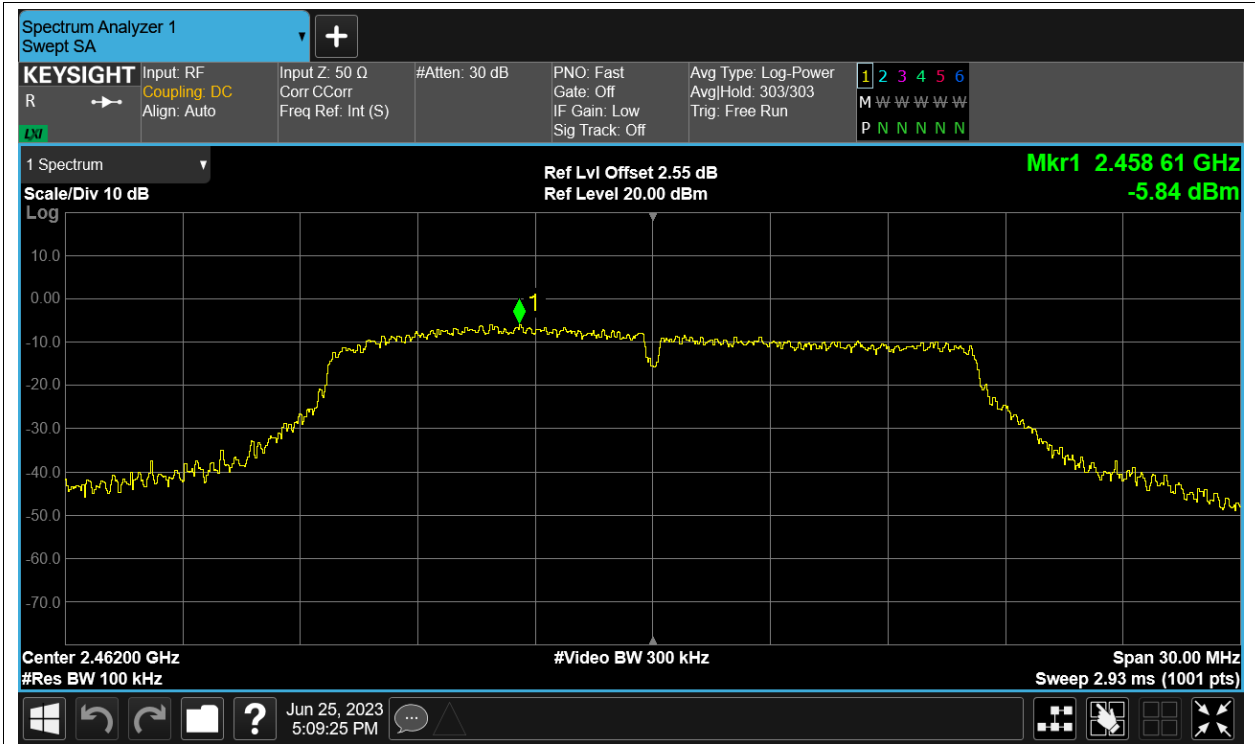 Spectrum Analyzer 1
Swept SA
+
KEYSIGHT
R
LXI
Input: RF
Coupling: DC
Align: Auto
Input Z: 50 Ω
Corr CCorr
Freq Ref: Int (S)
#Atten: 30 dB
PNO: Fast
Gate: Off
IF Gain: Low
Sig Track: Off
Avg Type: Log-Power
Avg|Hold: 303/303
Trig: Free Run
1 2 3 4 5 6
M W W W W W
P N N N N N
1 Spectrum
Scale/Div 10 dB
Log
Ref Lvl Offset 2.55 dB
Ref Level 20.00 dBm
Mkr1 2.458 61 GHz
-5.84 dBm
10.0
0.00
-10.0
-20.0
-30.0
-40.0
-50.0
-60.0
-70.0
1
Center 2.46200 GHz
#Res BW 100 kHz
#Video BW 300 kHz
Span 30.00 MHz
Sweep 2.93 ms (1001 pts)
?
Jun 25, 2023
5:09:25 PM